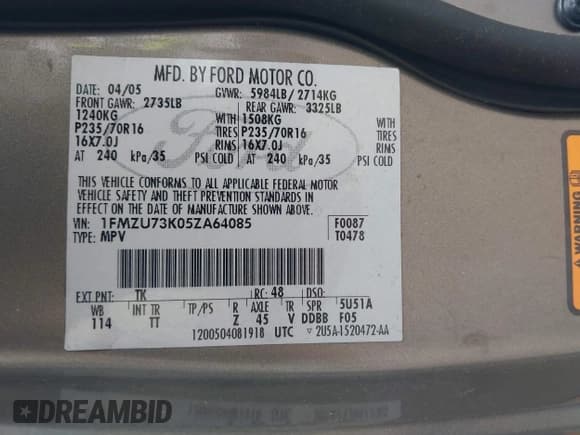 MFD. BY FORD MOTOR CO.
DATE: 04/05 GVWR: 5984LB/ 2714KG
FRONT GAWR: 2735LB REAR GAWR: 3325LB
1240KG WITH 1508KG WITH
P235/70R16 TIRES P235/70R16 TIRES
16X7.0J RIMS 16X7.0J RIMS
AT 240 kPa/35 PSI COLD AT 240 kPa/35 PSI COLD
THIS VEHICLE CONFORMS TO ALL APPLICABLE FEDERAL MOTOR
VEHICLE SAFETY AND THEFT PREVENTION STANDARDS
IN EFFECT ON THE DATE OF MANUFACTURE SHOWN ABOVE.
VIN: 1FMZU73K05ZA64085 F0087
TYPE: MPV T0478
EXT PNT: TK RC: 48 DSO:
WB INT TR TP/PS R AXLE TR SPR 5U51A
114 TT Z 45 V DDBB F05
1200504081918 UTC ▽ 2U5A-1520472-AA
Ford
WARNING
DREAMBID